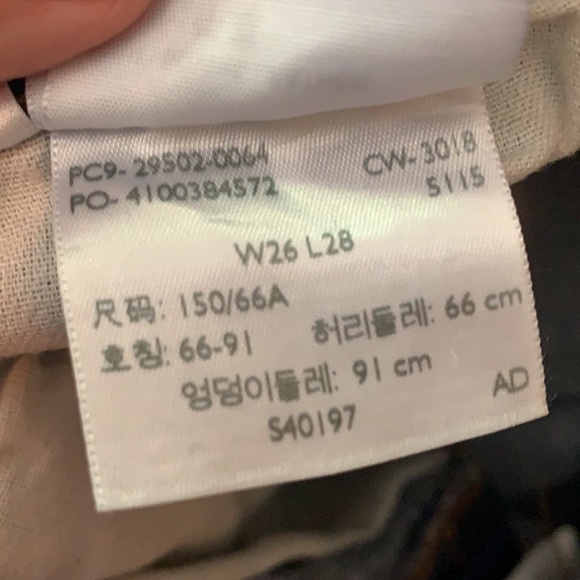 PC9- 29502-0064 CW- 3018
PO- 4100384572 5115
W26 L28
尺码: 150/66A
호칭: 66-91 허리둘레: 66 cm
엉덩이둘레: 91 cm
S40197 AD